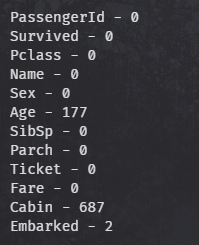 PassengerId - 0
Survived - 0
Pclass - 0
Name - 0
Sex - 0
Age - 177
SibSp - 0
Parch - 0
Ticket - 0
Fare - 0
Cabin - 687
Embarked - 2